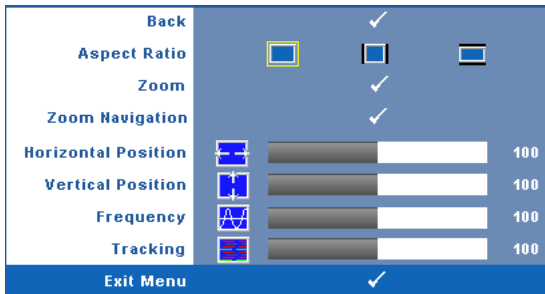 Back
Aspect Ratio
Zoom
Zoom Navigation
Horizontal Position 100
Vertical Position 100
Frequency 100
Tracking 100
Exit Menu